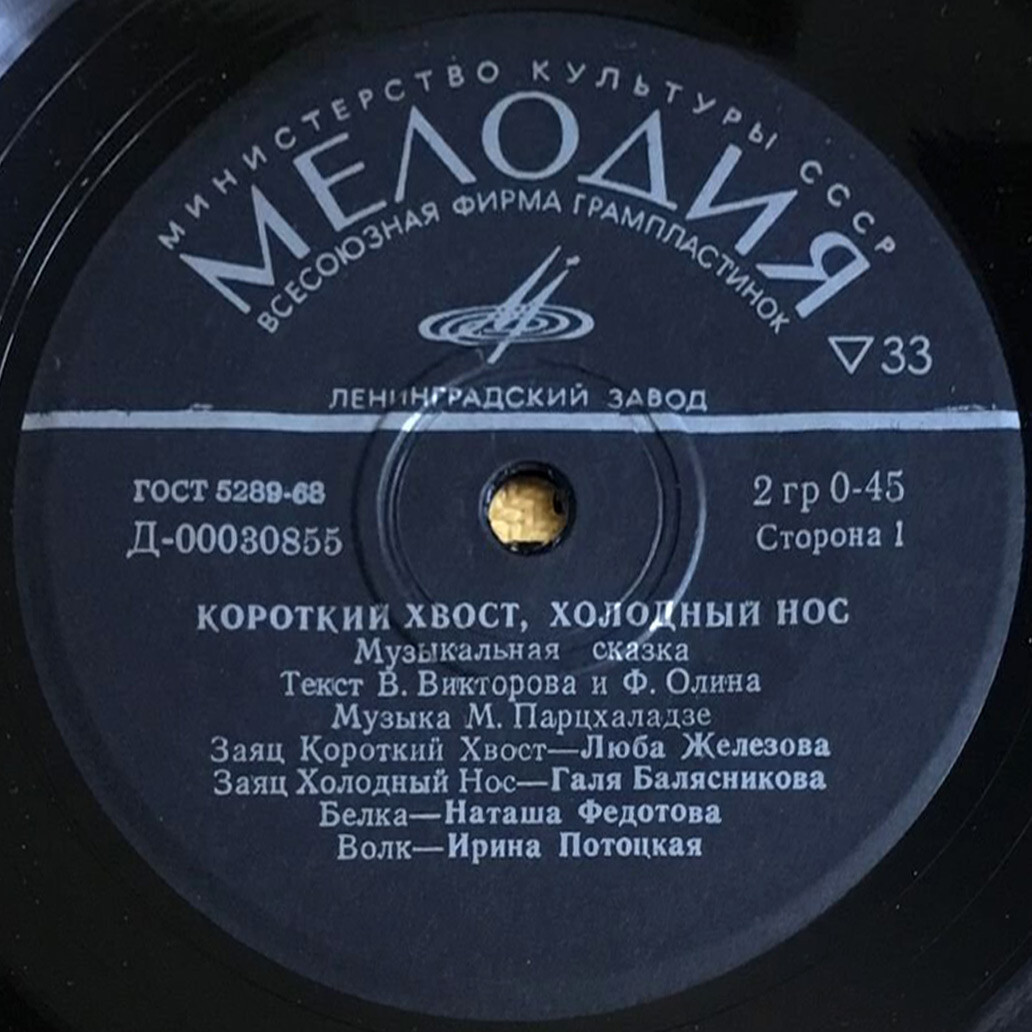 МИНИСТЕРСТВО КУЛЬТУРЫ СССР
МЕЛОДИЯ
ВСЕСОЮЗНАЯ ФИРМА ГРАМПЛАСТИНОК
▽33
ЛЕНИНГРАДСКИЙ ЗАВОД
ГОСТ 5289-68
2 гр 0-45
Д-00030855
Сторона 1
КОРОТКИЙ ХВОСТ, ХОЛОДНЫЙ НОС
Музыкальная сказка
Текст В. Викторова и Ф. Олина
Музыка М. Парцхаладзе
Заяц Короткий Хвост—Люба Железова
Заяц Холодный Нос—Галя Балясникова
Белка—Наташа Федотова
Волк—Ирина Потоцкая